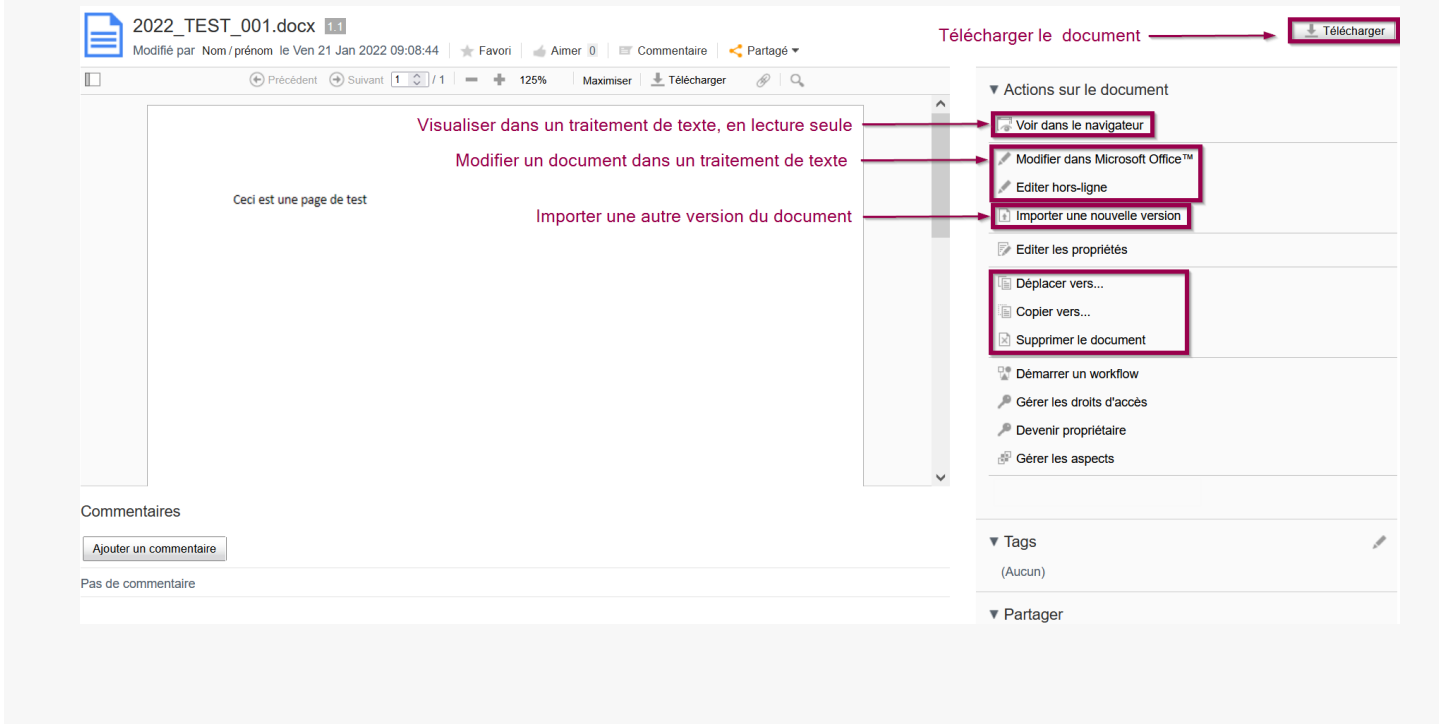 2022_TEST_001.docx 1.1
Télécharger le document
Télécharger
Modifié par Nom / prénom le Ven 21 Jan 2022 09:08:44 Favori Aimer 0 Commentaire Partagé
Précédent Suivant 1 / 1 125% Maximiser Télécharger
Ceci est une page de test
Visualiser dans un traitement de texte, en lecture seule
Modifier un document dans un traitement de texte
Importer une autre version du document
Actions sur le document
Voir dans le navigateur
Modifier dans Microsoft Office™
Editer hors-ligne
Importer une nouvelle version
Editer les propriétés
Déplacer vers...
Copier vers...
Supprimer le document
Démarrer un workflow
Gérer les droits d'accès
Devenir propriétaire
Gérer les aspects
Commentaires
Ajouter un commentaire
Pas de commentaire
Tags
(Aucun)
Partager